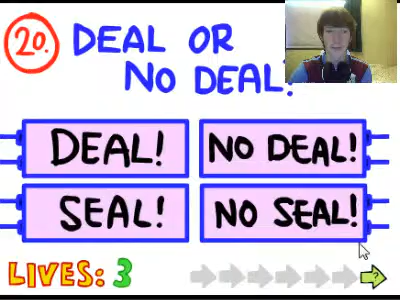 20. DEAL OR
NO DEAL?
DEAL! NO DEAL!
SEAL! NO SEAL!
LIVES: 3
?